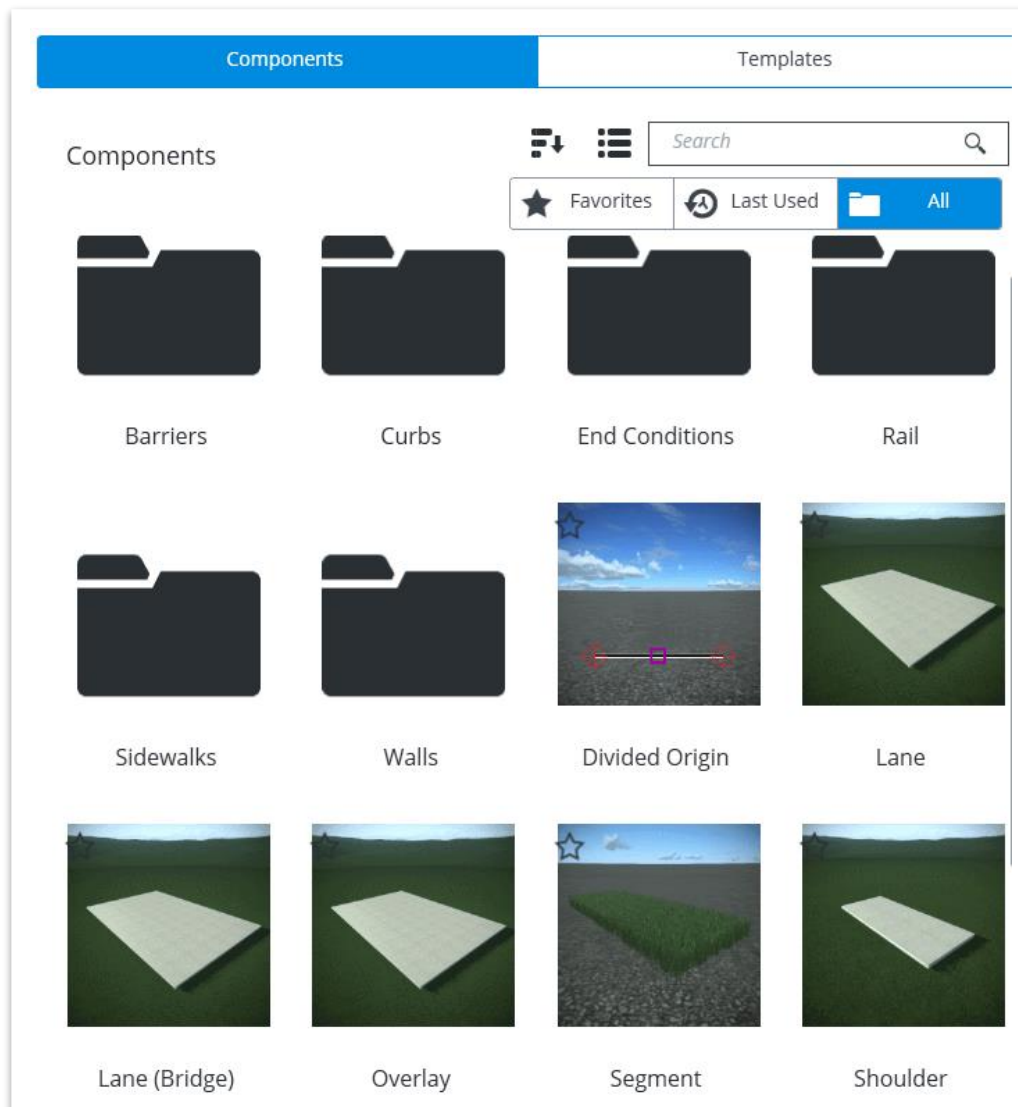 Components Templates
Components Search
Favorites Last Used All
Barriers Curbs End Conditions Rail
Sidewalks Walls Divided Origin Lane
Lane (Bridge) Overlay Segment Shoulder